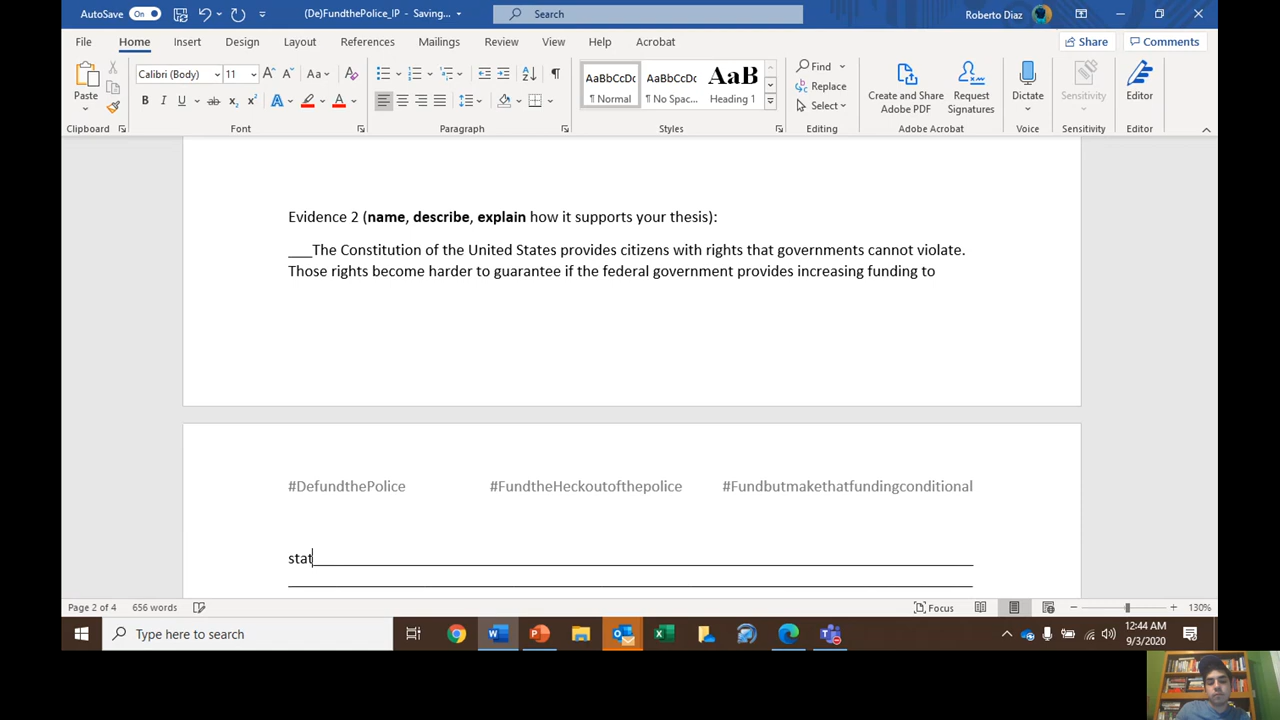 AutoSave On (De)FundthePolice_IP - Saving... Search Roberto Diaz
File Home Insert Design Layout References Mailings Review View Help Acrobat Share Comments
Paste Calibri (Body) 11 Aa AaBbCcDc AaBbCcDc AaB Find Replace Select Create and Share Adobe PDF Request Signatures Dictate Sensitivity Editor
B I U ab x₂ x² A A ¶ Normal ¶ No Spac... Heading 1
Clipboard Font Paragraph Styles Editing Adobe Acrobat Voice Sensitivity Editor
Evidence 2 (name, describe, explain how it supports your thesis):
___The Constitution of the United States provides citizens with rights that governments cannot violate.
Those rights become harder to guarantee if the federal government provides increasing funding to
#DefundthePolice #FundtheHeckoutofthepolice #Fundbutmakethatfundingconditional
stat
Page 2 of 4 656 words Focus 130%
Type here to search 12:44 AM
9/3/2020